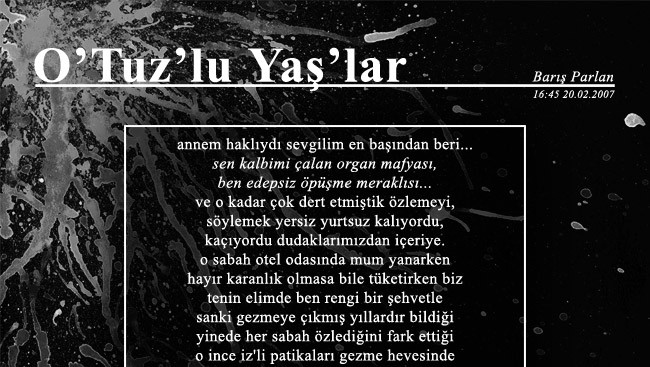 O’Tuz’lu Yaş’lar
Barış Parlan
16:45 20.02.2007
annem haklıydı sevgilim en başından beri...
sen kalbimi çalan organ mafyası,
ben edepsiz öpüşme meraklısı...
ve o kadar çok dert etmiştik özlemeyi,
söylemek yersiz yurtsuz kalıyordu,
kaçıyordu dudaklarımızdan içeriye.
o sabah otel odasında mum yanarken
hayır karanlık olmasa bile tüketirken biz
tenin elimde ben rengi bir şehvetle
sanki gezmeye çıkmış yıllardır bildiği
yinede her sabah özlediğini fark ettiği
o ince iz'li patikaları gezme hevesinde